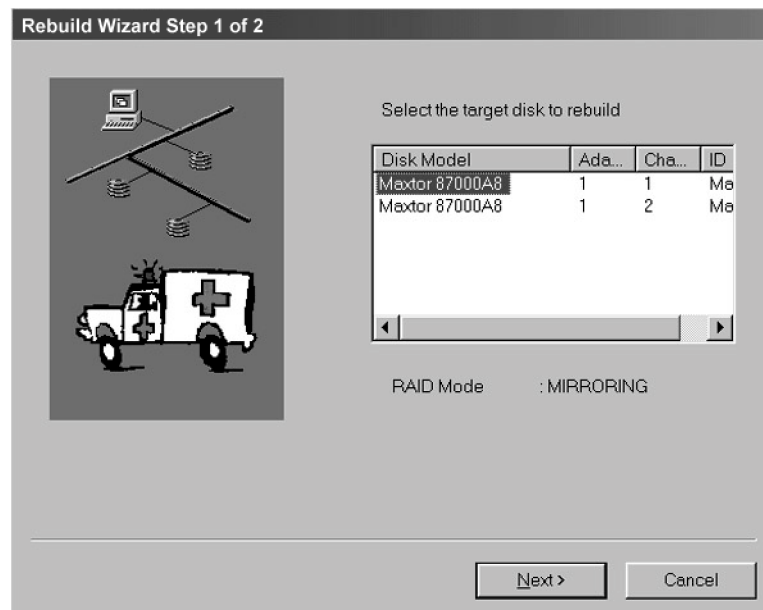 Rebuild Wizard Step 1 of 2
Select the target disk to rebuild
Disk Model Ada... Cha... ID
Maxtor 87000A8 1 1 Ma
Maxtor 87000A8 1 2 Ma
RAID Mode : MIRRORING
Next > Cancel